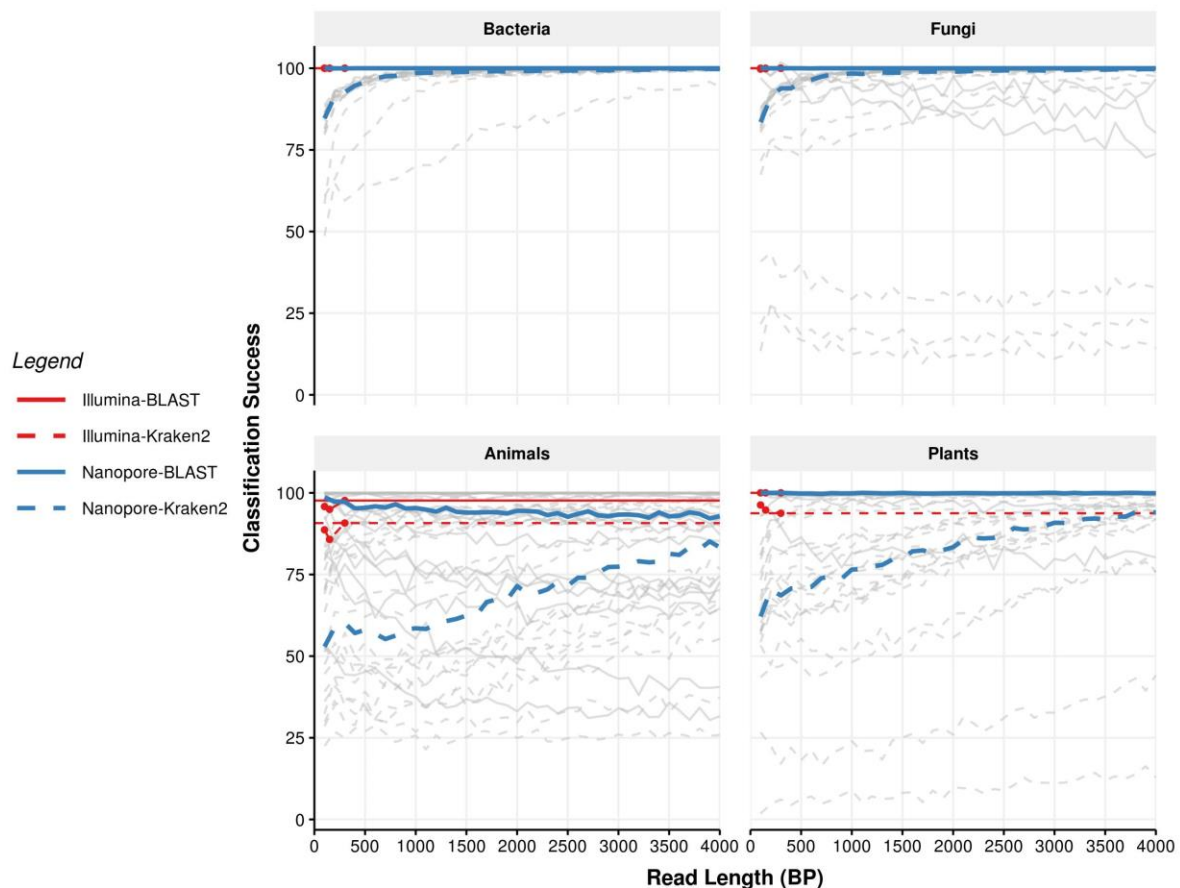 Bacteria
Fungi
100
75
50
25
0
Legend
Illumina-BLAST
Illumina-Kraken2
Nanopore-BLAST
Nanopore-Kraken2
Classification Success
Animals
Plants
100
75
50
25
0
0 500 1000 1500 2000 2500 3000 3500 4000
0 500 1000 1500 2000 2500 3000 3500 4000
Read Length (BP)